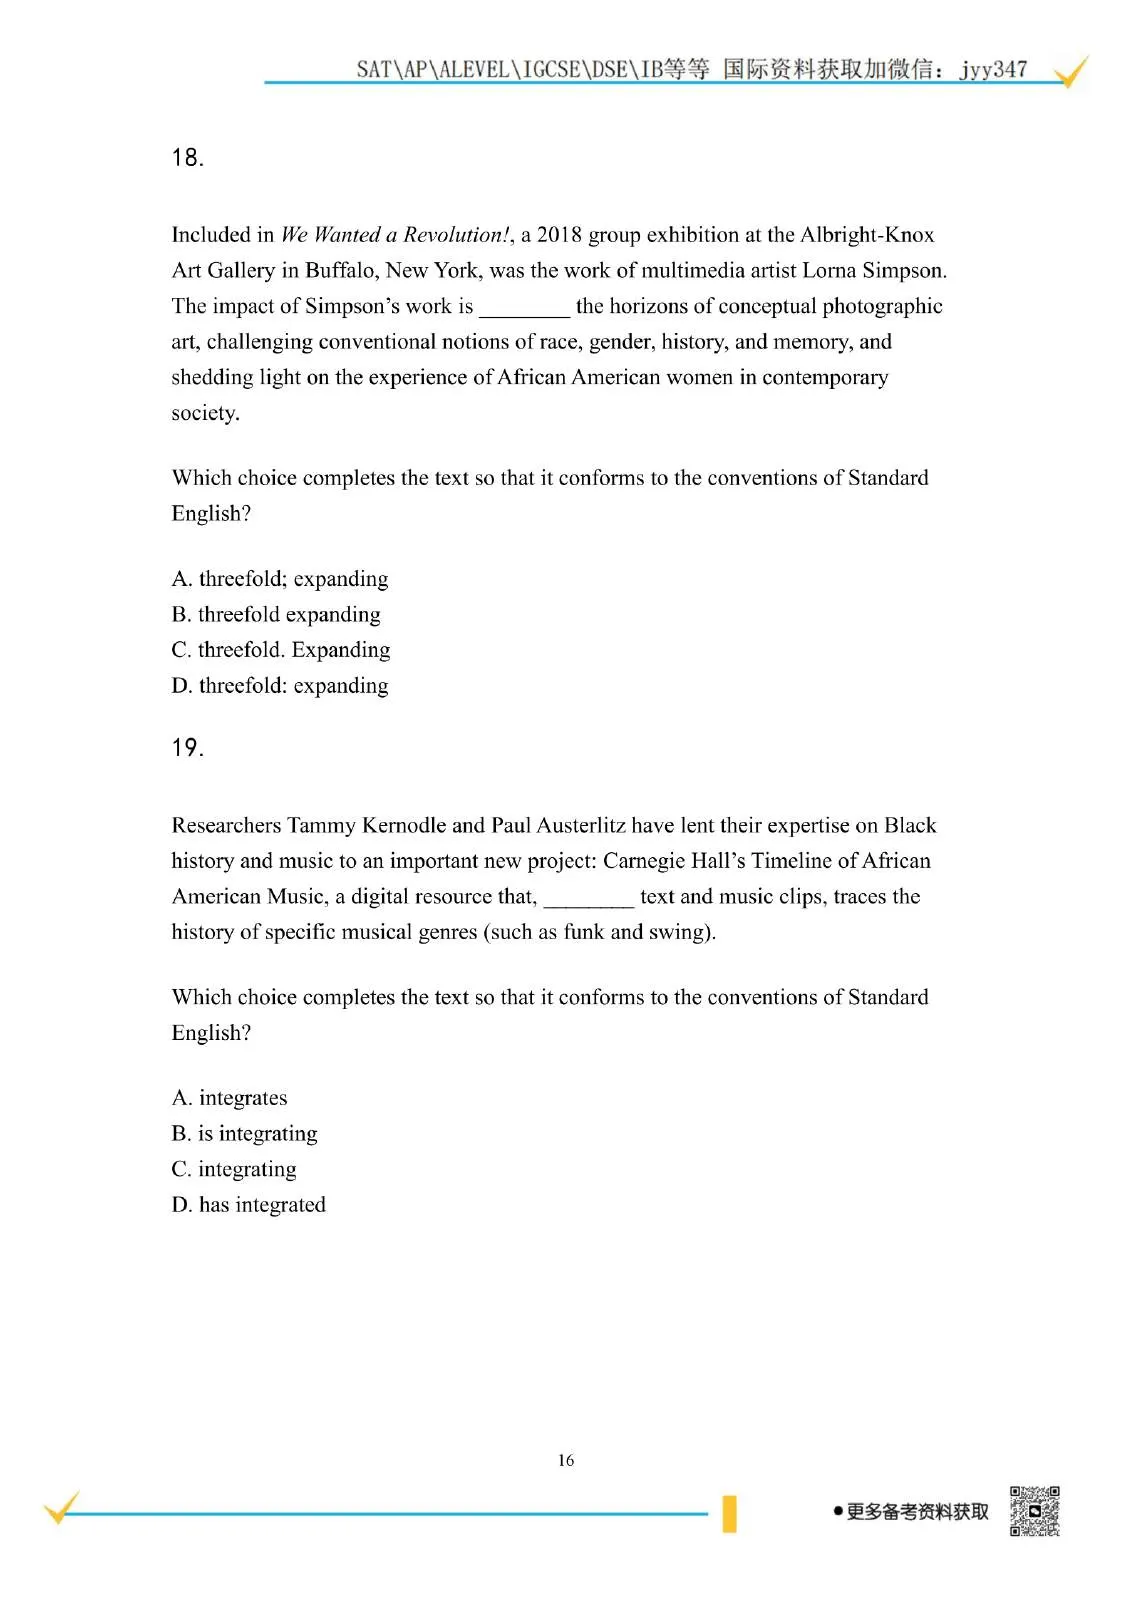 SAT\AP\ALEVEL\IGCSE\DSE\IB等等 国际资料获取加微信：jyy347
18.
Included in We Wanted a Revolution!, a 2018 group exhibition at the Albright-Knox
Art Gallery in Buffalo, New York, was the work of multimedia artist Lorna Simpson.
The impact of Simpson’s work is ________ the horizons of conceptual photographic
art, challenging conventional notions of race, gender, history, and memory, and
shedding light on the experience of African American women in contemporary
society.
Which choice completes the text so that it conforms to the conventions of Standard
English?
A. threefold; expanding
B. threefold expanding
C. threefold. Expanding
D. threefold: expanding
19.
Researchers Tammy Kernodle and Paul Austerlitz have lent their expertise on Black
history and music to an important new project: Carnegie Hall’s Timeline of African
American Music, a digital resource that, ________ text and music clips, traces the
history of specific musical genres (such as funk and swing).
Which choice completes the text so that it conforms to the conventions of Standard
English?
A. integrates
B. is integrating
C. integrating
D. has integrated
16
●更多备考资料获取